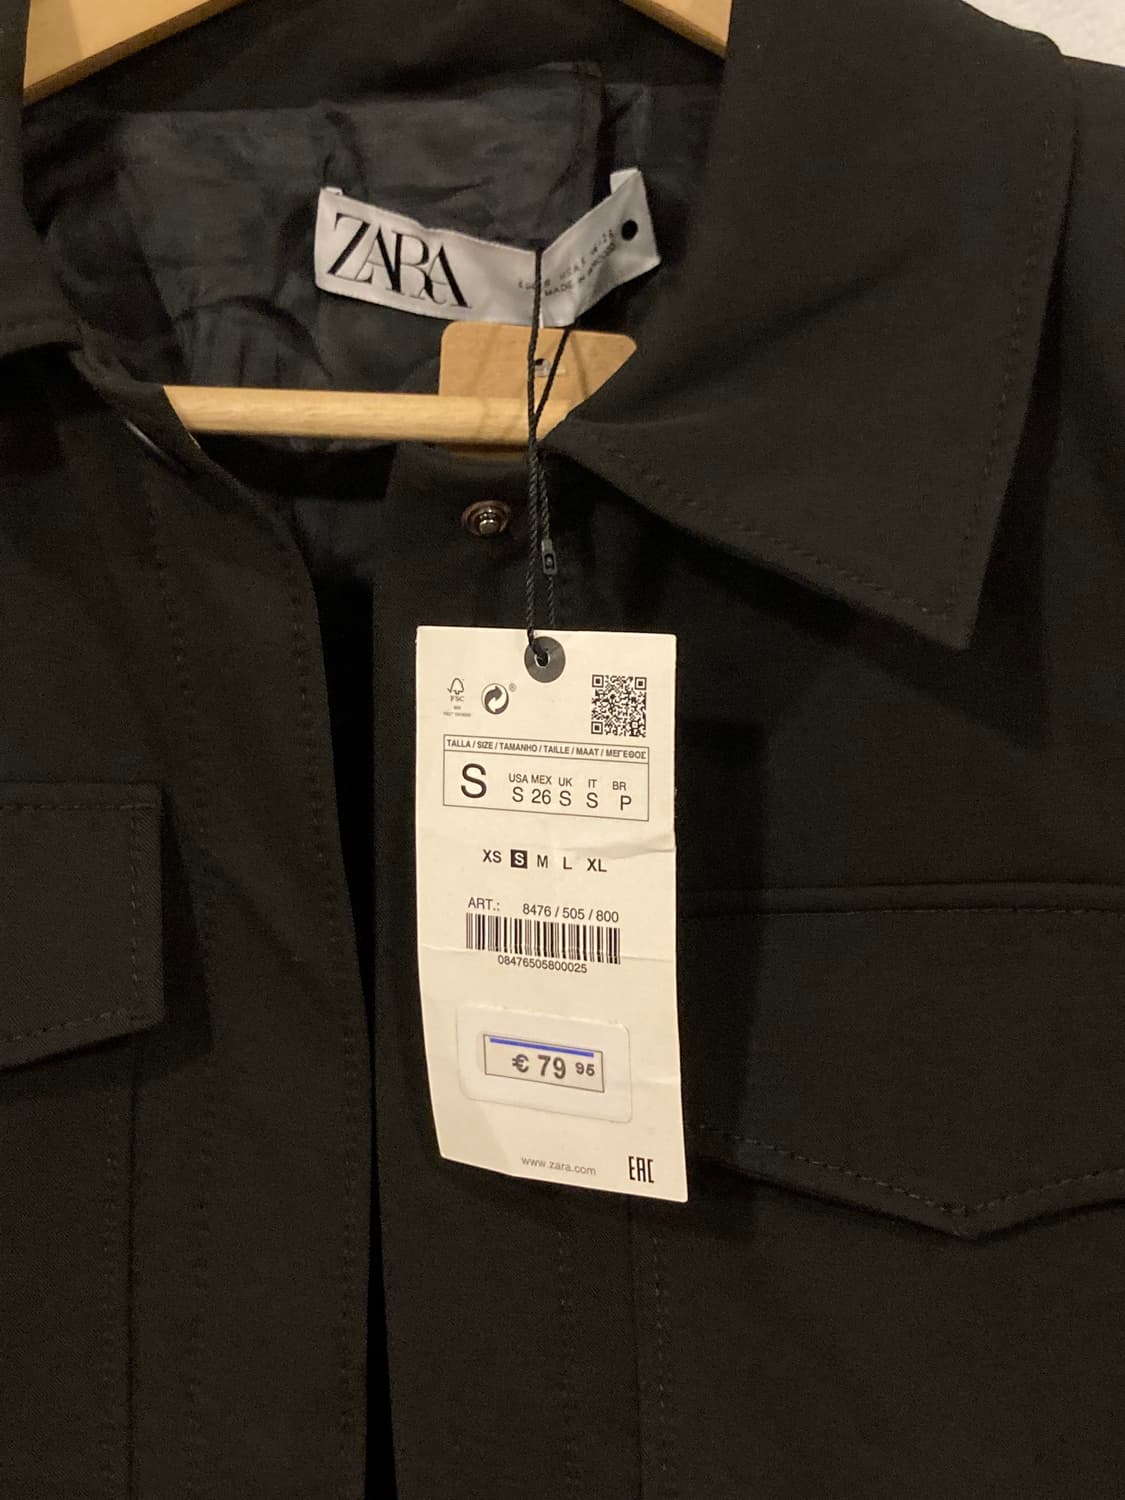 ZARA
FSC
TALLA / SIZE / TAMANHO / TAILLE / MAAT / ΜΕΓΕΘΟΣ
S
USA MEX UK IT BR
S 26 S S P
XS S M L XL
ART.: 8476 / 505 / 800
08476505800025
€ 79 95
www.zara.com
EAC